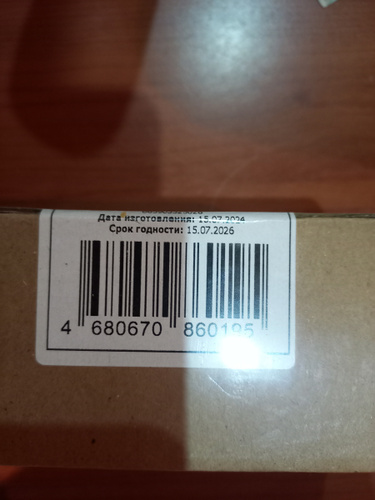 Дата изготовления: 15.07.2024
Срок годности: 15.07.2026
4 680670 860195